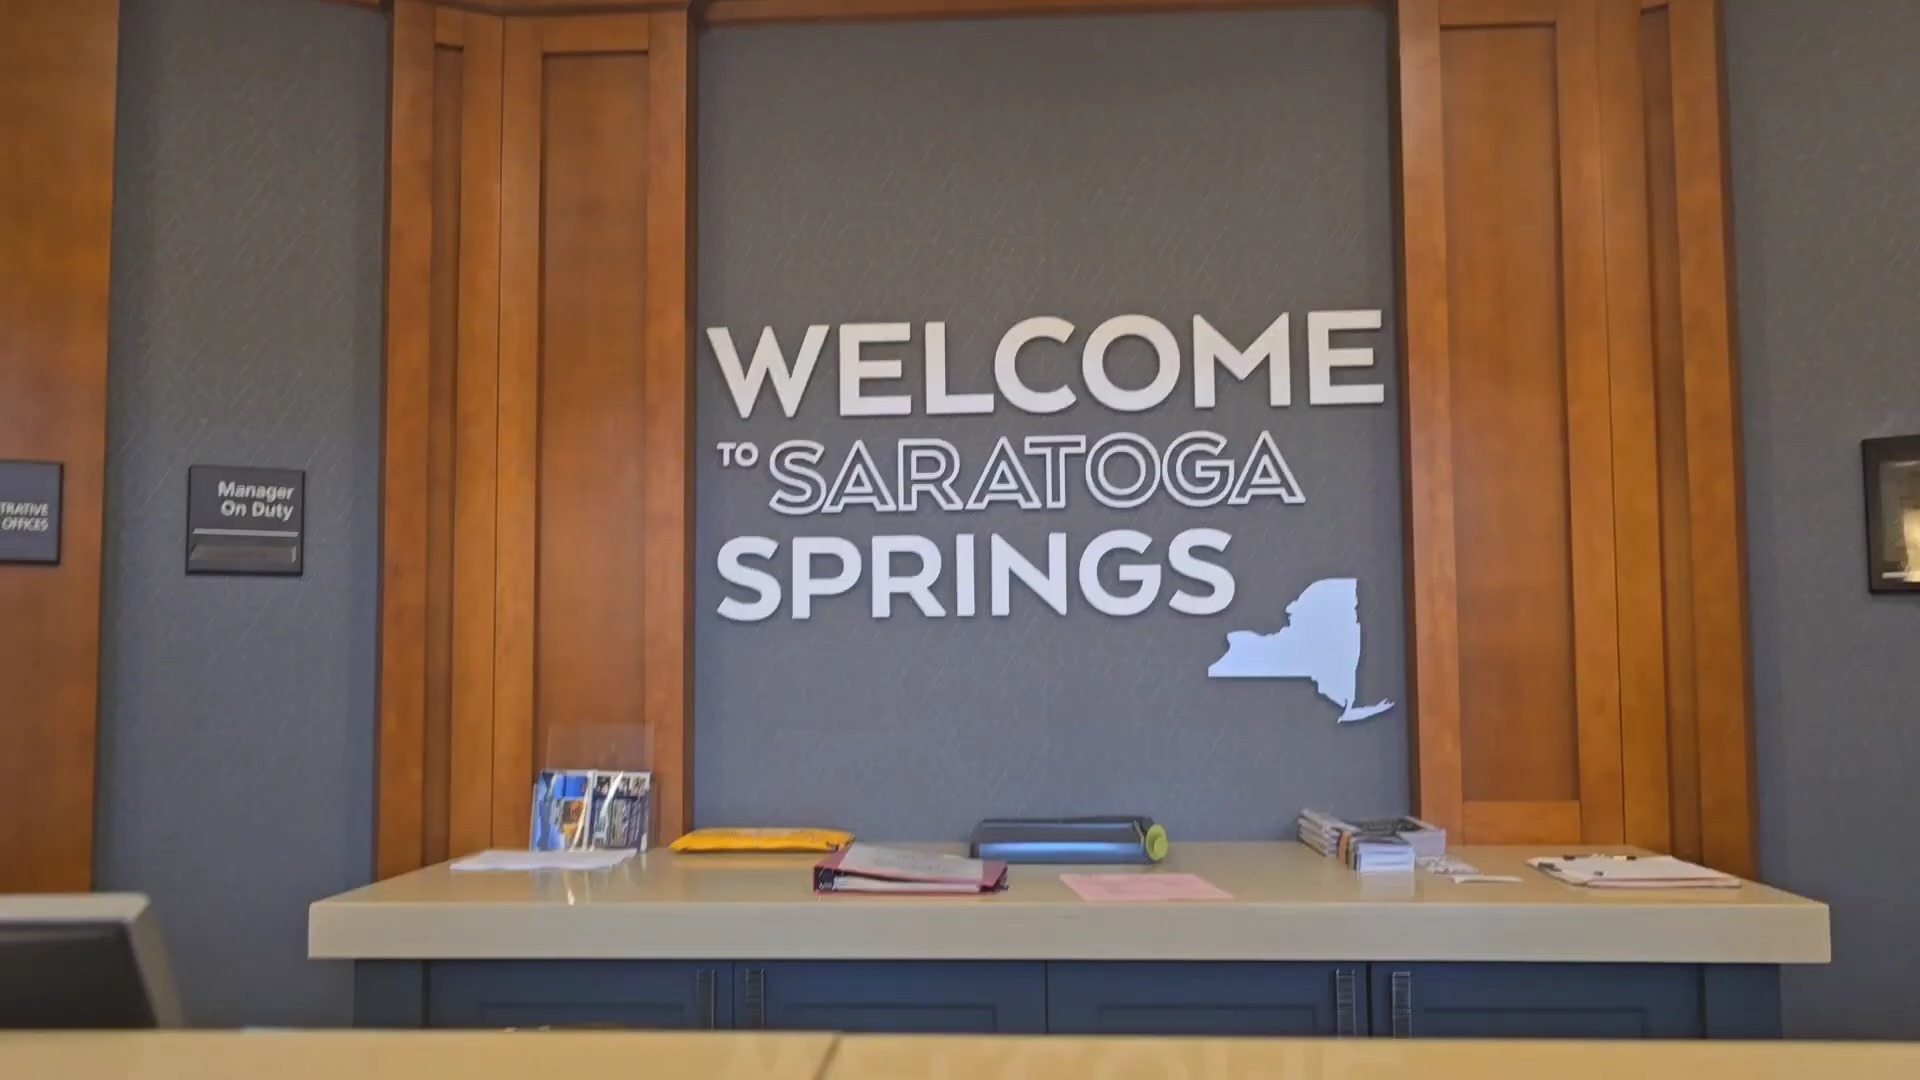 WELCOME
TO SARATOGA
SPRINGS
Manager
On Duty
TRATIVE
OFFICES